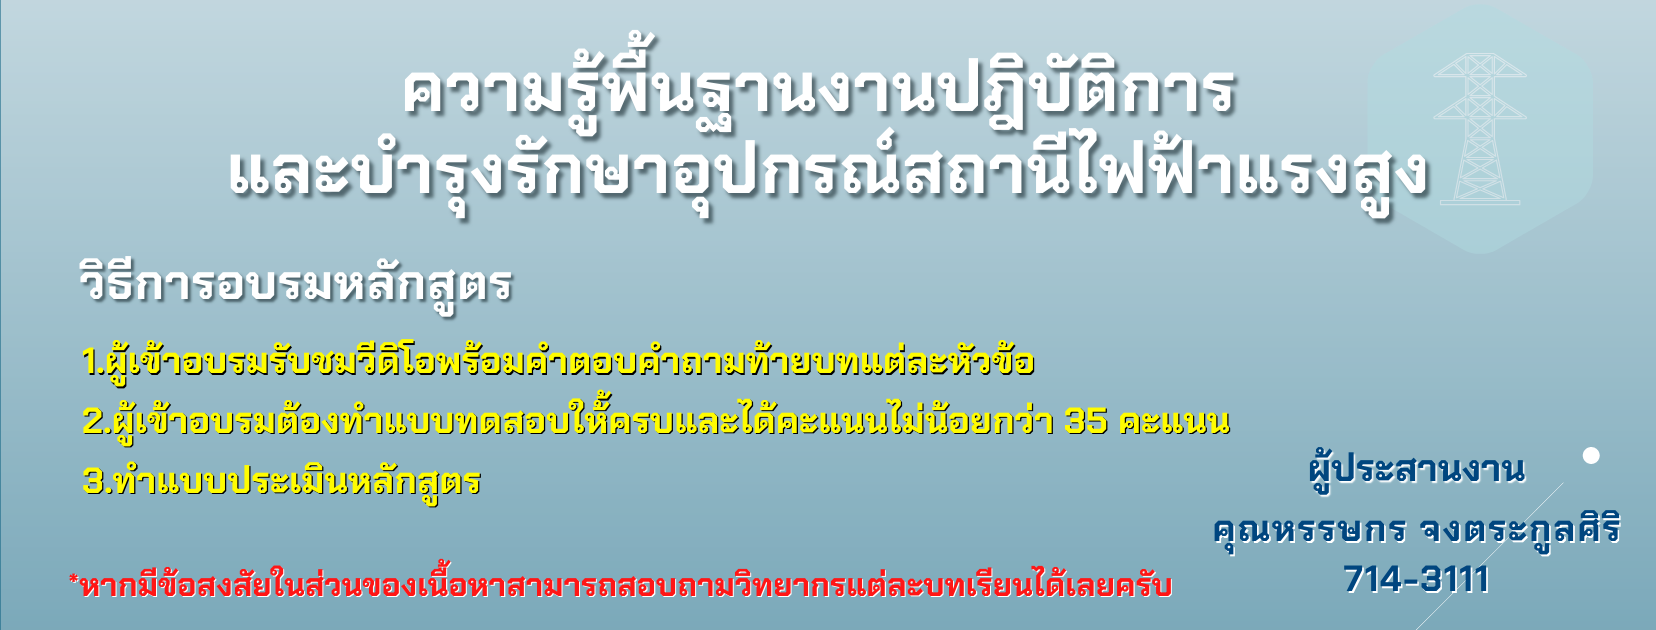 ความรู้พื้นฐานงานปฎิบัติการ
และบำรุงรักษาอุปกรณ์สถานีไฟฟ้าแรงสูง
วิธีการอบรมหลักสูตร
1.ผู้เข้าอบรมรับชมวีดิโอพร้อมคำตอบคำถามท้ายบทแต่ละหัวข้อ
2.ผู้เข้าอบรมต้องทำแบบทดสอบให้ครบและได้คะแนนไม่น้อยกว่า 35 คะแนน
3.ทำแบบประเมินหลักสูตร
*หากมีข้อสงสัยในส่วนของเนื้อหาสามารถสอบถามวิทยากรแต่ละบทเรียนได้เลยครับ
ผู้ประสานงาน
คุณหรรษกร จงตระกูลศิริ
714-3111